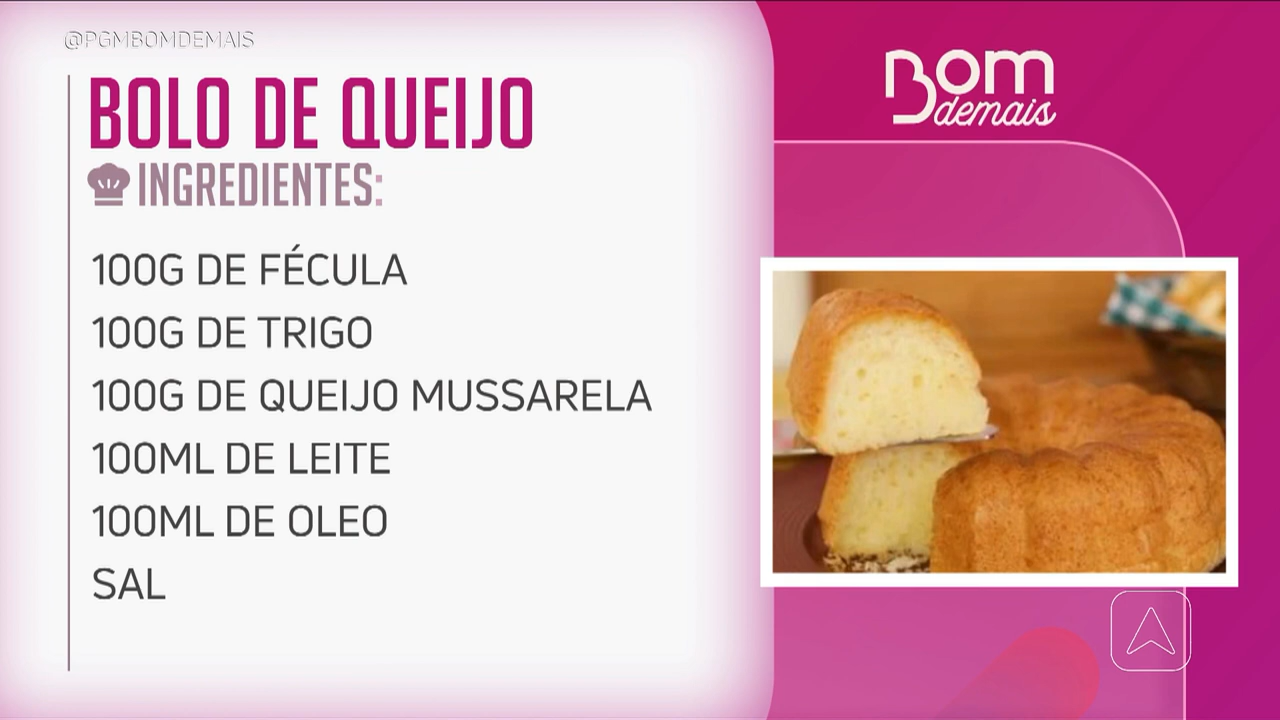 @PGMBOMDEMAIS
BOLO DE QUEIJO
INGREDIENTES:
100G DE FÉCULA
100G DE TRIGO
100G DE QUEIJO MUSSARELA
100ML DE LEITE
100ML DE OLEO
SAL
Bom
demais